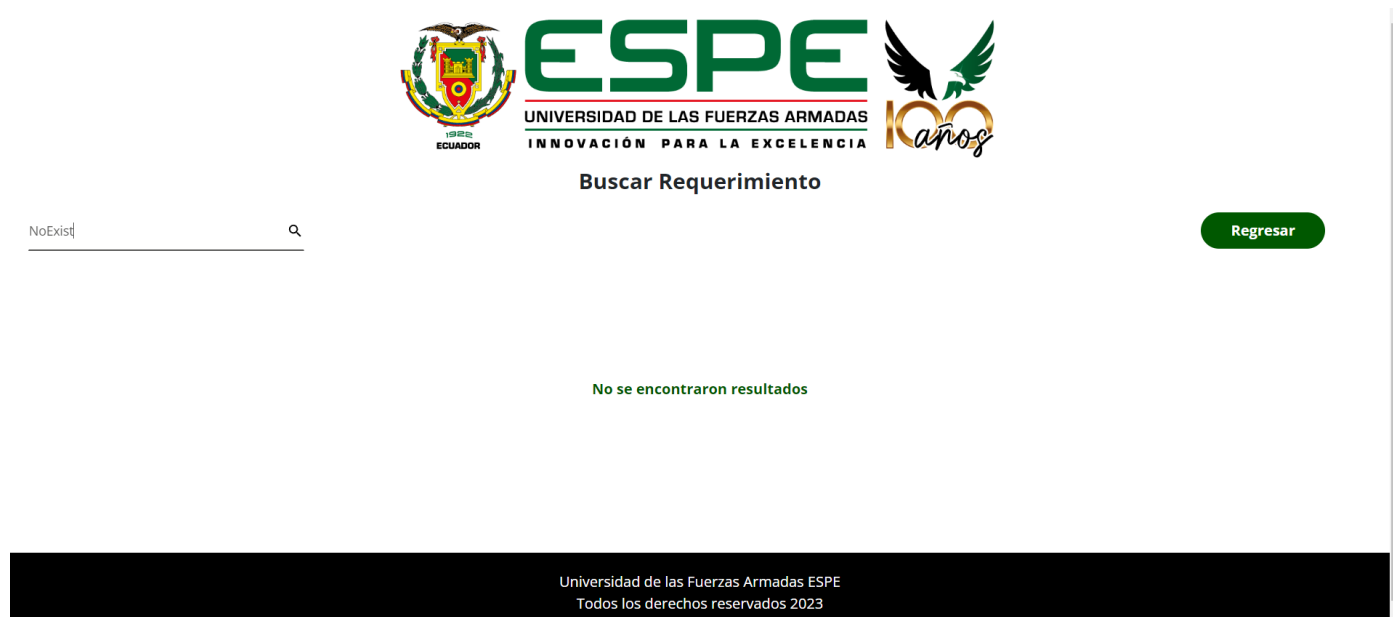 ESPE
UNIVERSIDAD DE LAS FUERZAS ARMADAS
INNOVACIÓN PARA LA EXCELENCIA
1922
ECUADOR
100
años
Buscar Requerimiento
NoExist
Regresar
No se encontraron resultados
Universidad de las Fuerzas Armadas ESPE
Todos los derechos reservados 2023